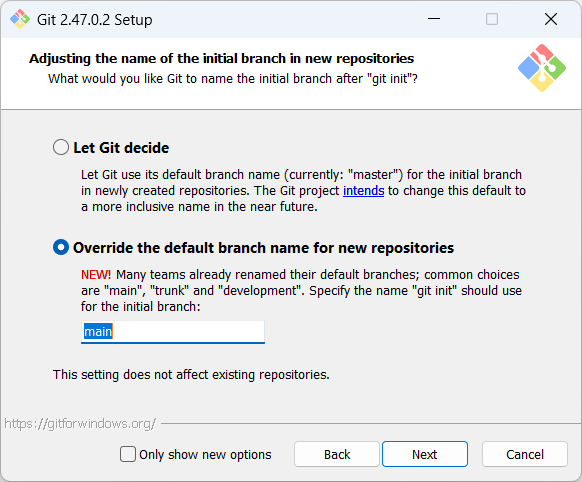 Git 2.47.0.2 Setup
Adjusting the name of the initial branch in new repositories
What would you like Git to name the initial branch after "git init"?
Let Git decide
Let Git use its default branch name (currently: "master") for the initial branch
in newly created repositories. The Git project intends to change this default to
a more inclusive name in the near future.
Override the default branch name for new repositories
NEW! Many teams already renamed their default branches; common choices
are "main", "trunk" and "development". Specify the name "git init" should use
for the initial branch:
main
This setting does not affect existing repositories.
https://gitforwindows.org/
Only show new options
Back
Next
Cancel